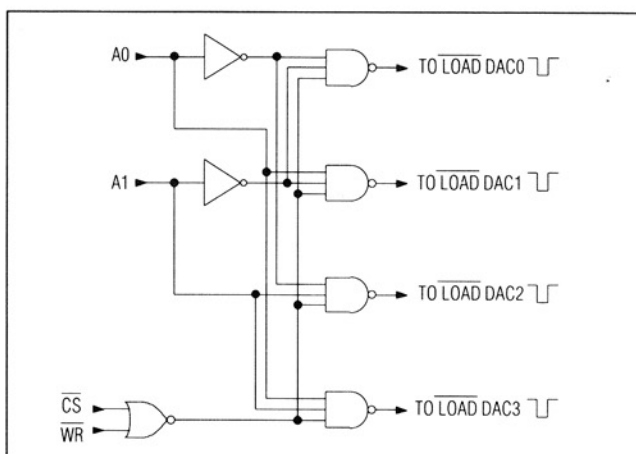 A0
TO LOAD DAC0
A1
TO LOAD DAC1
TO LOAD DAC2
CS
WR
TO LOAD DAC3